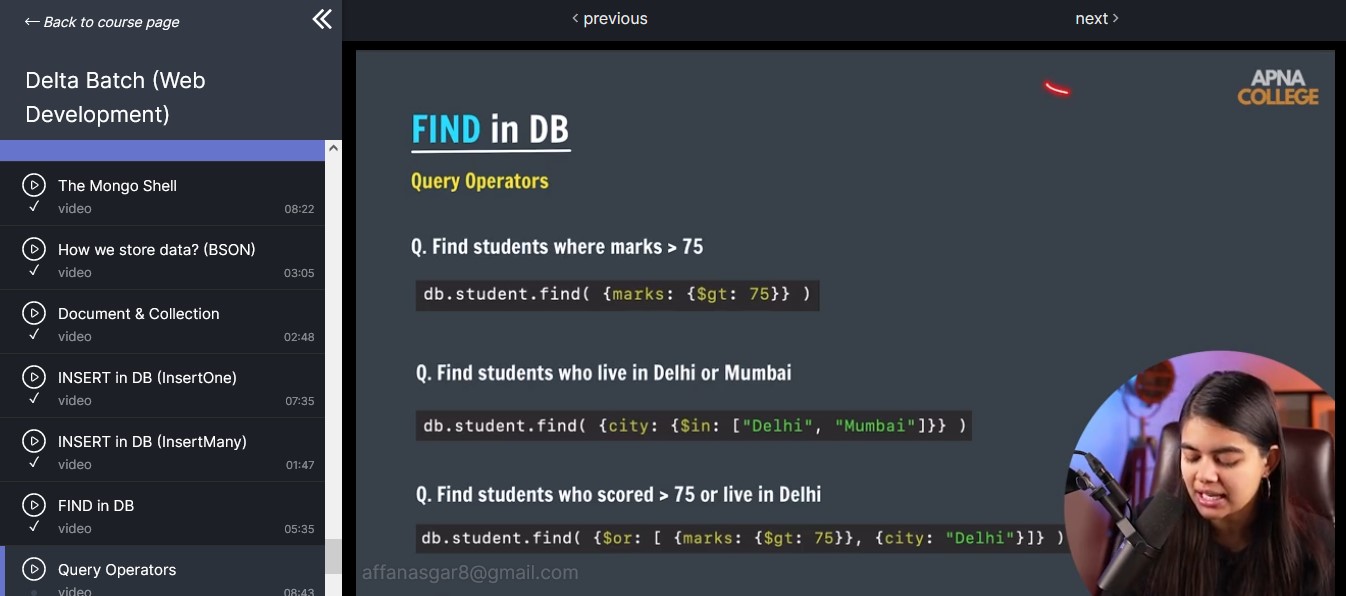 ← Back to course page
Delta Batch (Web
Development)
The Mongo Shell
video 08:22
How we store data? (BSON)
video 03:05
Document & Collection
video 02:48
INSERT in DB (InsertOne)
video 07:35
INSERT in DB (InsertMany)
video 01:47
FIND in DB
video 05:35
Query Operators
video 08:43
‹ previous
next ›
APNA
COLLEGE
FIND in DB
Query Operators
Q. Find students where marks > 75
db.student.find( {marks: {$gt: 75}} )
Q. Find students who live in Delhi or Mumbai
db.student.find( {city: {$in: ["Delhi", "Mumbai"]}} )
Q. Find students who scored > 75 or live in Delhi
db.student.find( {$or: [ {marks: {$gt: 75}}, {city: "Delhi"}]} )
affanasgar8@gmail.com